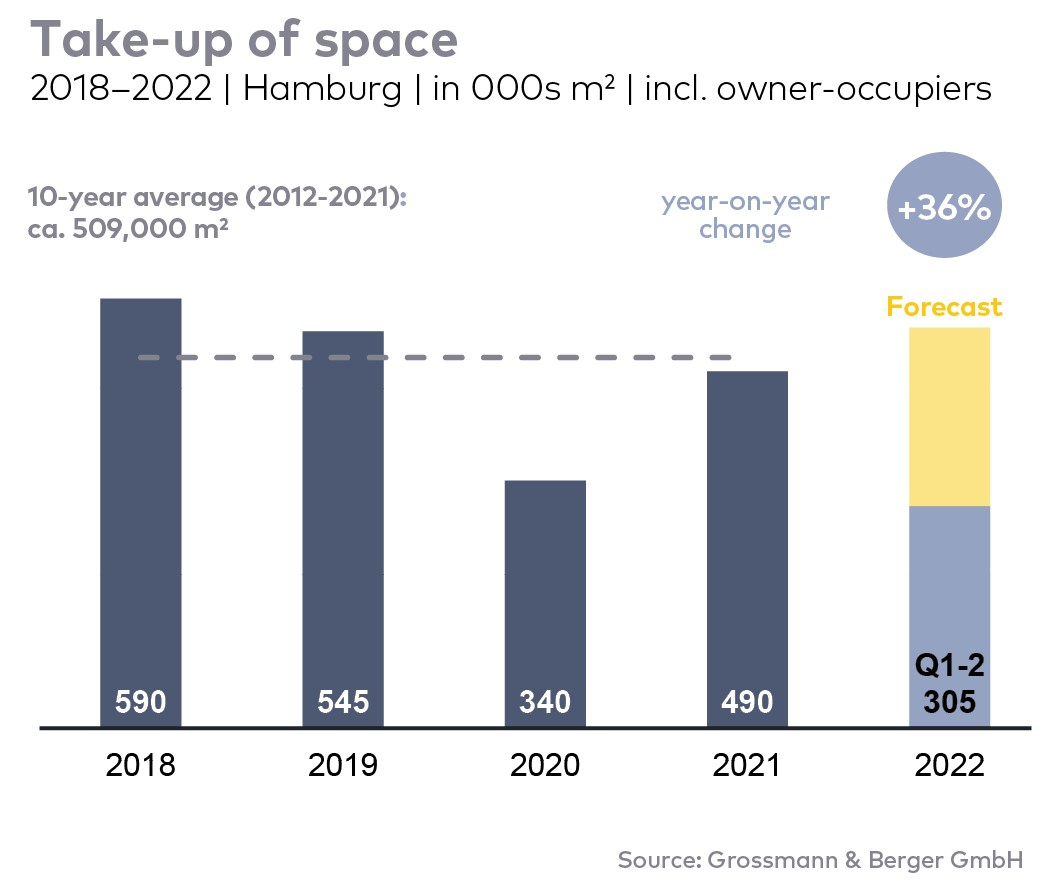 Take-up of space
2018–2022 | Hamburg | in 000s m² | incl. owner-occupiers
10-year average (2012-2021):
ca. 509,000 m²
year-on-year
change
+36%
Forecast
Q1-2
590
545
340
490
305
2018
2019
2020
2021
2022
Source: Grossmann & Berger GmbH